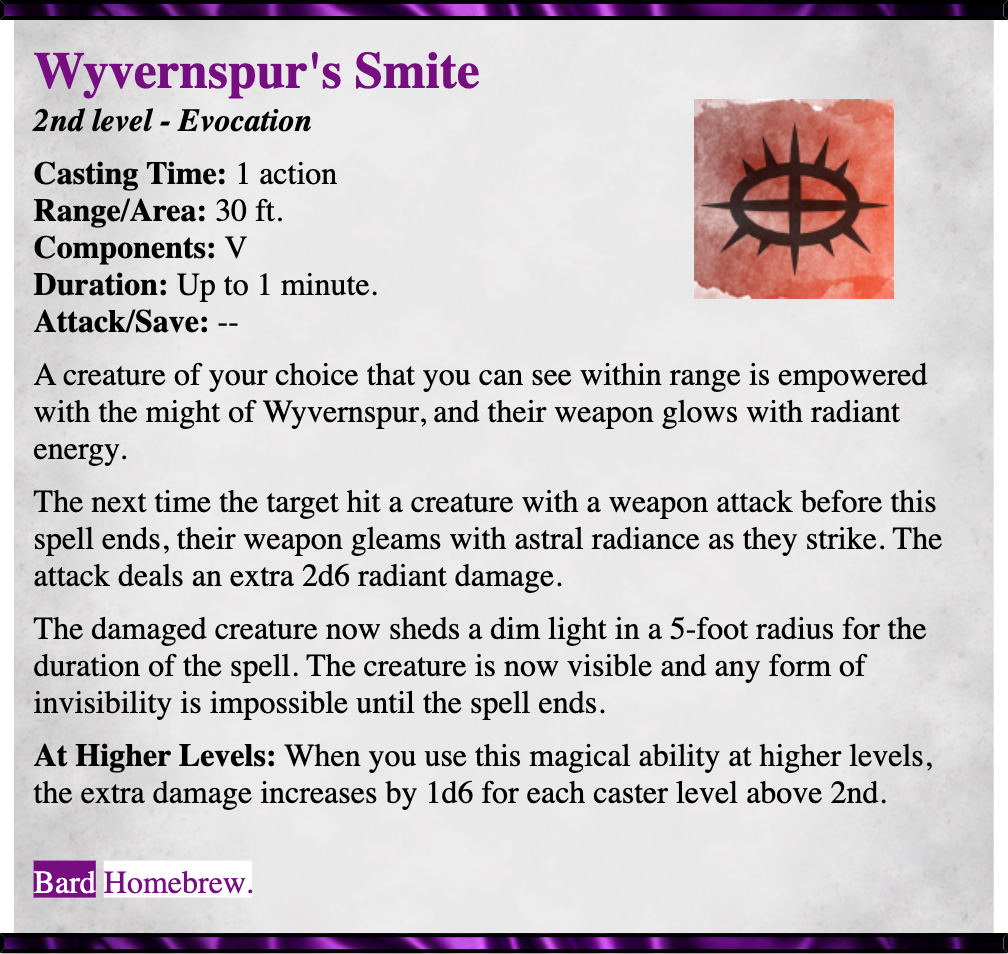 Wyvernspur's Smite
2nd level - Evocation
Casting Time: 1 action
Range/Area: 30 ft.
Components: V
Duration: Up to 1 minute.
Attack/Save: --
A creature of your choice that you can see within range is empowered
with the might of Wyvernspur, and their weapon glows with radiant
energy.
The next time the target hit a creature with a weapon attack before this
spell ends, their weapon gleams with astral radiance as they strike. The
attack deals an extra 2d6 radiant damage.
The damaged creature now sheds a dim light in a 5-foot radius for the
duration of the spell. The creature is now visible and any form of
invisibility is impossible until the spell ends.
At Higher Levels: When you use this magical ability at higher levels,
the extra damage increases by 1d6 for each caster level above 2nd.
Bard Homebrew.